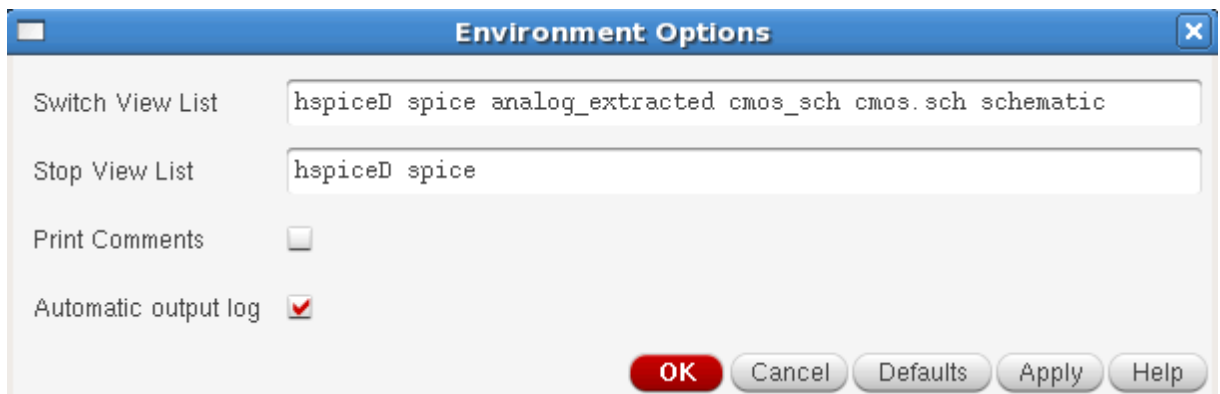 Environment Options
Switch View List hspiceD spice analog_extracted cmos_sch cmos.sch schematic
Stop View List hspiceD spice
Print Comments
Automatic output log
OK Cancel Defaults Apply Help